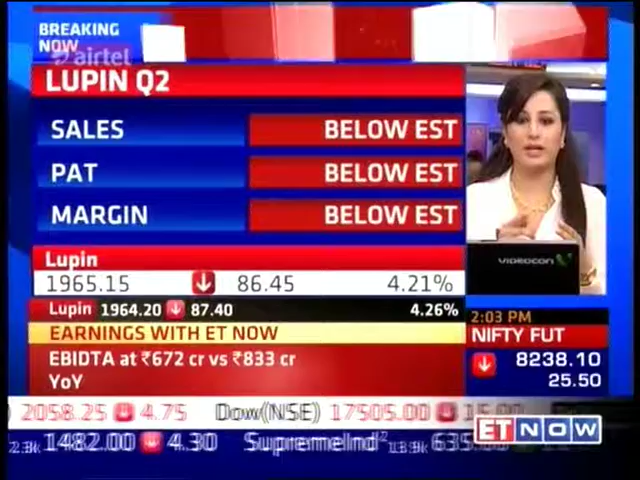 BREAKING
NOW
airtel
LUPIN Q2
SALES BELOW EST
PAT BELOW EST
MARGIN BELOW EST
VIDEOCON
Lupin
1965.15 86.45 4.21%
Lupin 1964.20 87.40 4.26%
2:03 PM
EARNINGS WITH ET NOW
NIFTY FUT
EBIDTA at ₹672 cr vs ₹833 cr
YoY
8238.10
25.50
2058.25 4.75 Dow(NSE) 17505.00
ET NOW
1482.00 4.30 SupremeInd